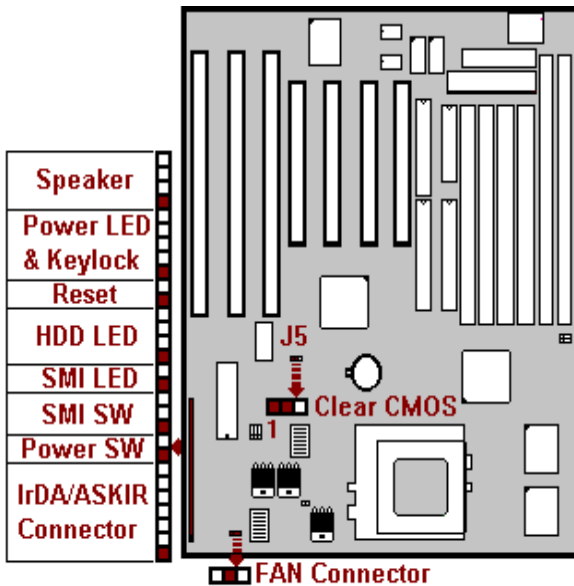 Speaker
Power LED
& Keylock
Reset
HDD LED
SMI LED
SMI SW
Power SW
IrDA/ASKIR
Connector
J5
Clear CMOS
1
FAN Connector